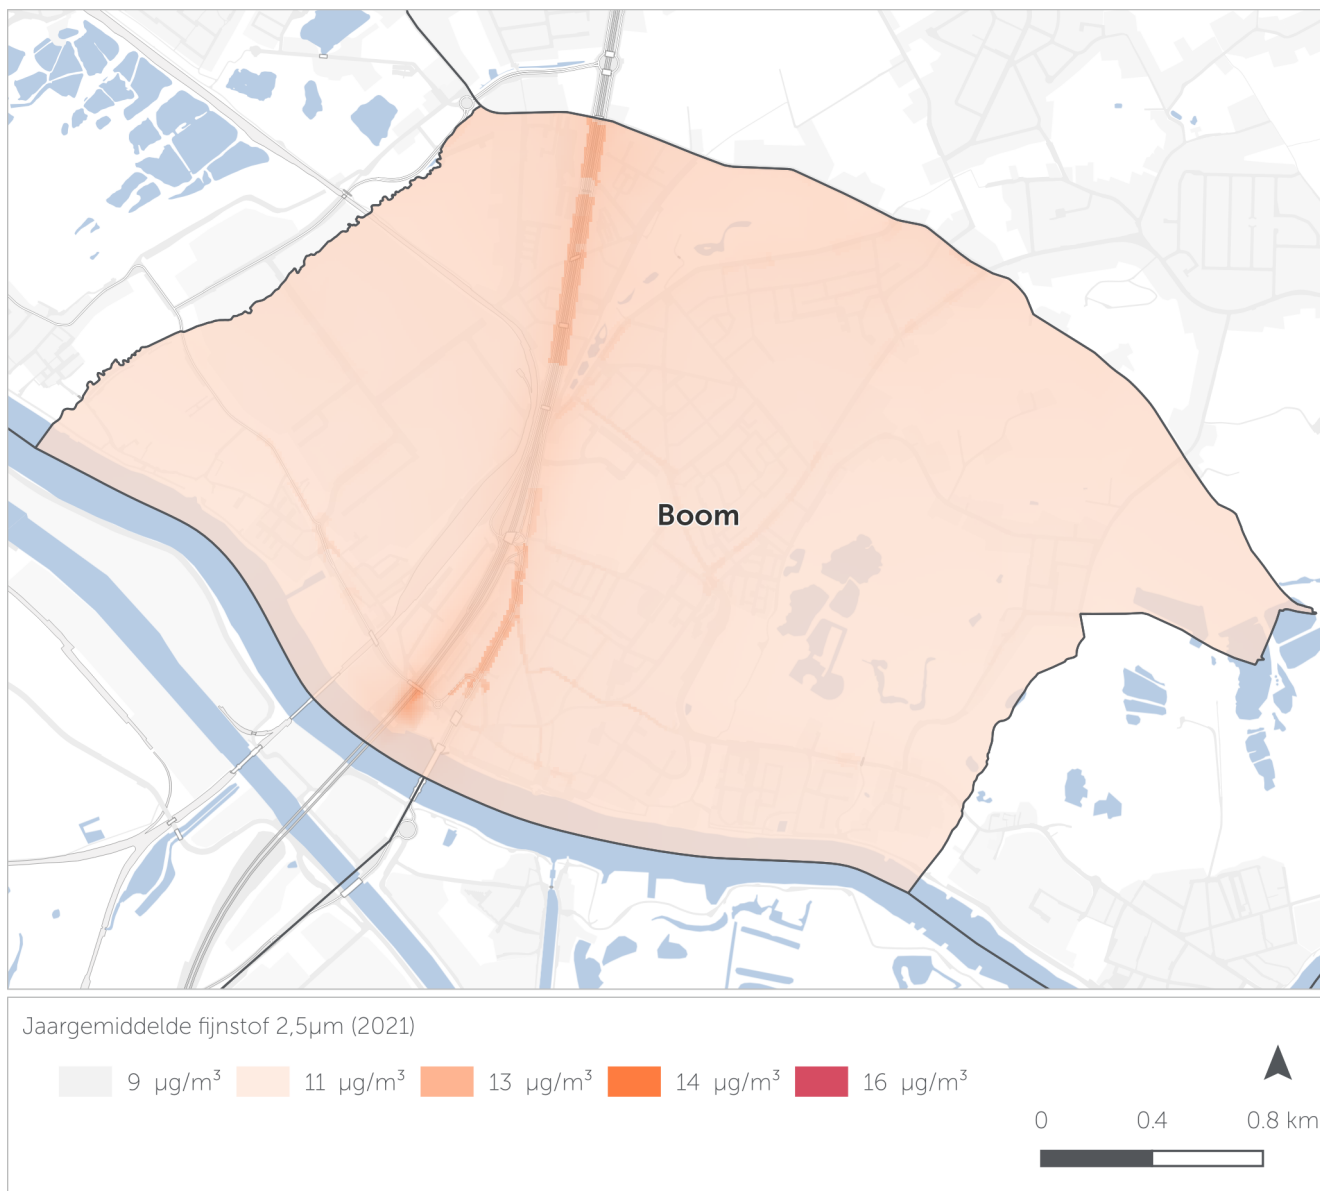 Boom
Jaargemiddelde fijnstof 2,5µm (2021)
9 µg/m³ 11 µg/m³ 13 µg/m³ 14 µg/m³ 16 µg/m³
0 0.4 0.8 km